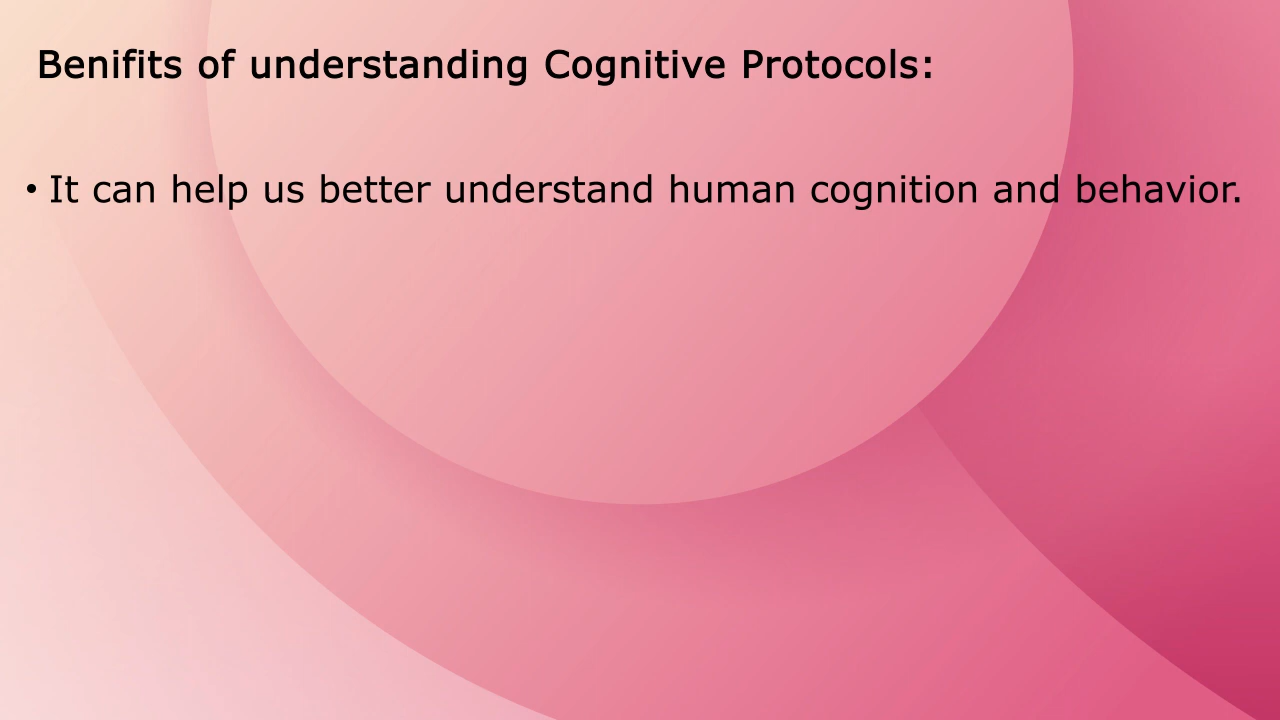 Benifits of understanding Cognitive Protocols:
• It can help us better understand human cognition and behavior.